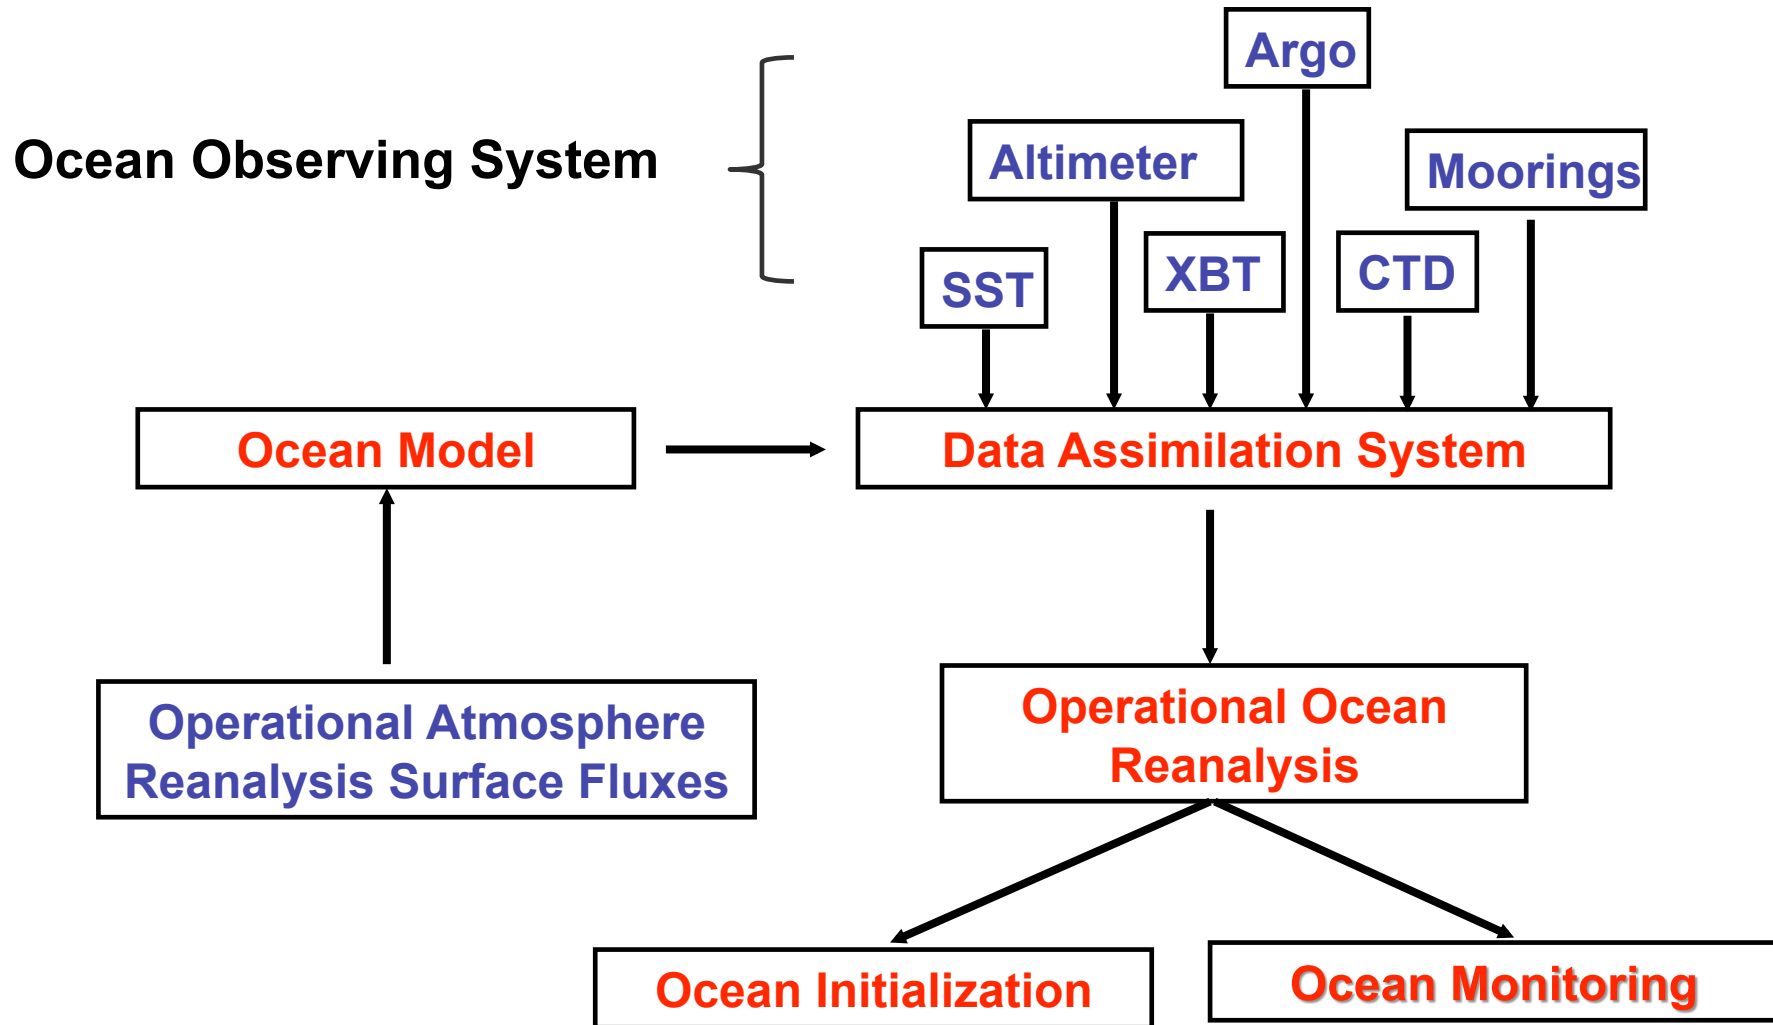 Argo
Ocean Observing System
Altimeter
Moorings
SST
XBT
CTD
Ocean Model
Data Assimilation System
Operational Atmosphere
Reanalysis Surface Fluxes
Operational Ocean
Reanalysis
Ocean Initialization
Ocean Monitoring